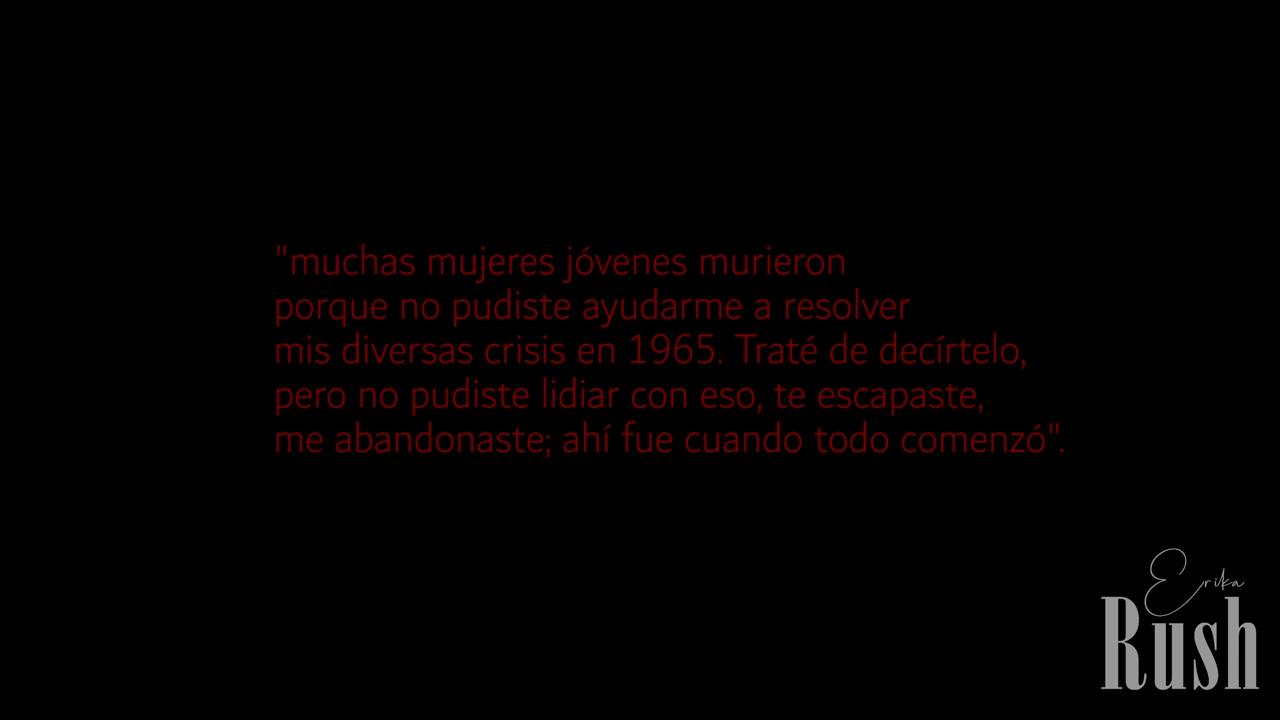 "muchas mujeres jóvenes murieron
porque no pudiste ayudarme a resolver
mis diversas crisis en 1965. Traté de decírtelo,
pero no pudiste lidiar con eso, te escapaste,
me abandonaste; ahí fue cuando todo comenzó".
Erika
Rush